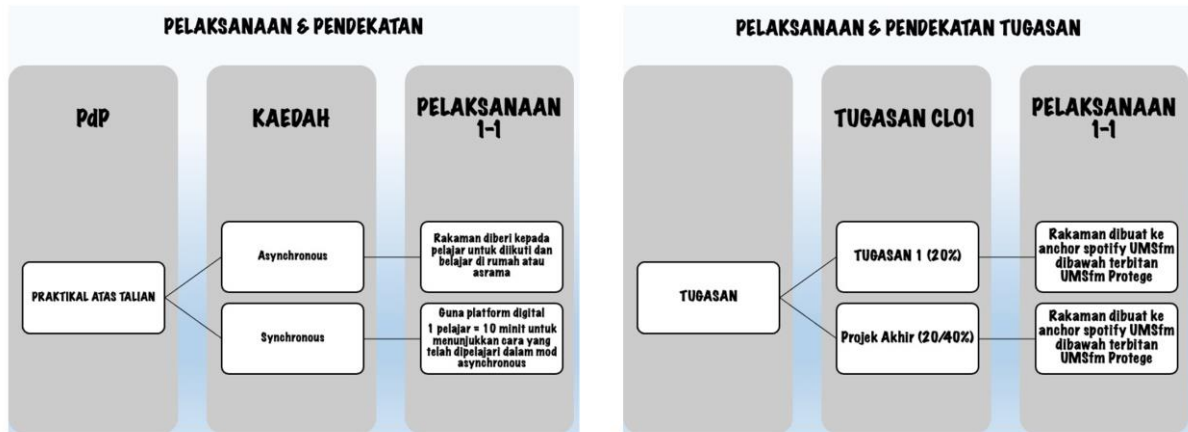 PELAKSANAAN & PENDEKATAN
PdP
KAEDAH
PELAKSANAAN
1-1
PRAKTIKAL ATAS TALIAN
Asynchronous
Rakaman diberi kepada
pelajar untuk diikuti dan
belajar di rumah atau
asrama
Synchronous
Guna platform digital
1 pelajar = 10 minit untuk
menunjukkan cara yang
telah dipelajari dalam mod
asynchronous
PELAKSANAAN & PENDEKATAN TUGASAN
TUGASAN CLO1
PELAKSANAAN
1-1
TUGASAN
TUGASAN 1 (20%)
Rakaman dibuat ke
anchor spotify UMSfm
dibawah terbitan
UMSfm Protege
Projek Akhir (20/40%)
Rakaman dibuat ke
anchor spotify UMSfm
dibawah terbitan
UMSfm Protege